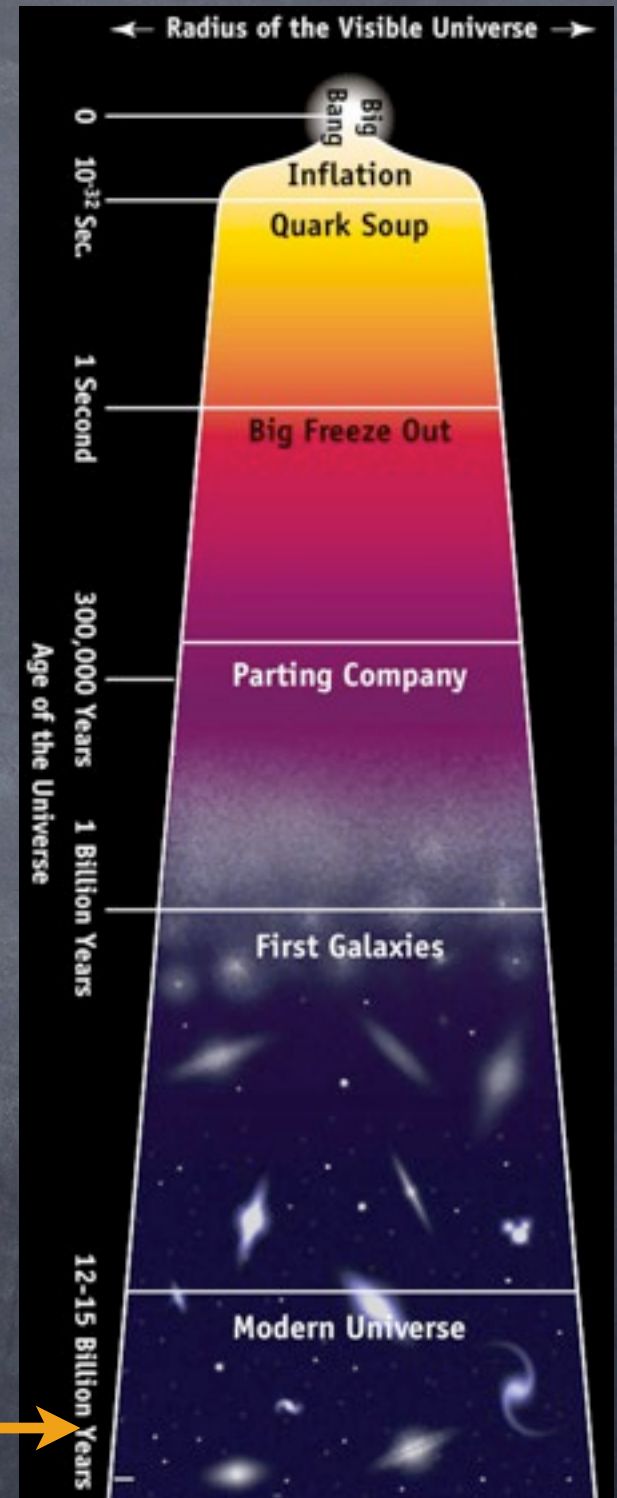 Radius of the Visible Universe
Big
Bang
0
Inflation
10⁻³² Sec.
Quark Soup
1 Second
Big Freeze Out
300,000 Years
Parting Company
Age of the Universe
1 Billion Years
First Galaxies
12-15 Billion Years
Modern Universe